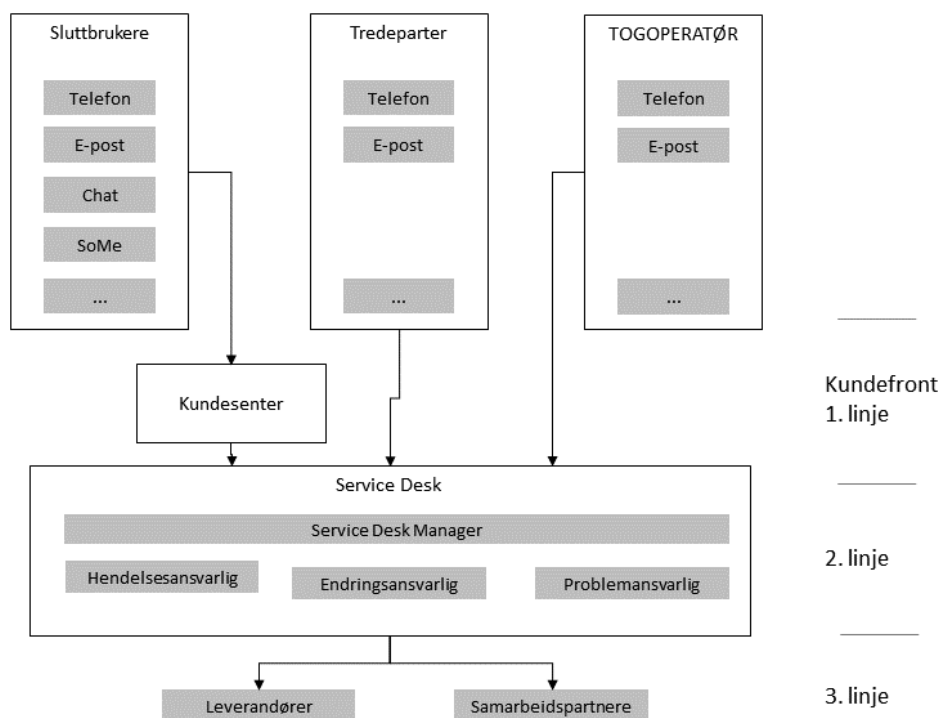 Sluttbrukere
Telefon
E-post
Chat
SoMe
...
Tredeparter
Telefon
E-post
...
TOGOPERATØR
Telefon
E-post
...
Kundesenter
Kundefront
1. linje
Service Desk
Service Desk Manager
Hendelsesansvarlig
Endringsansvarlig
Problemansvarlig
2. linje
Leverandører
Samarbeidspartnere
3. linje